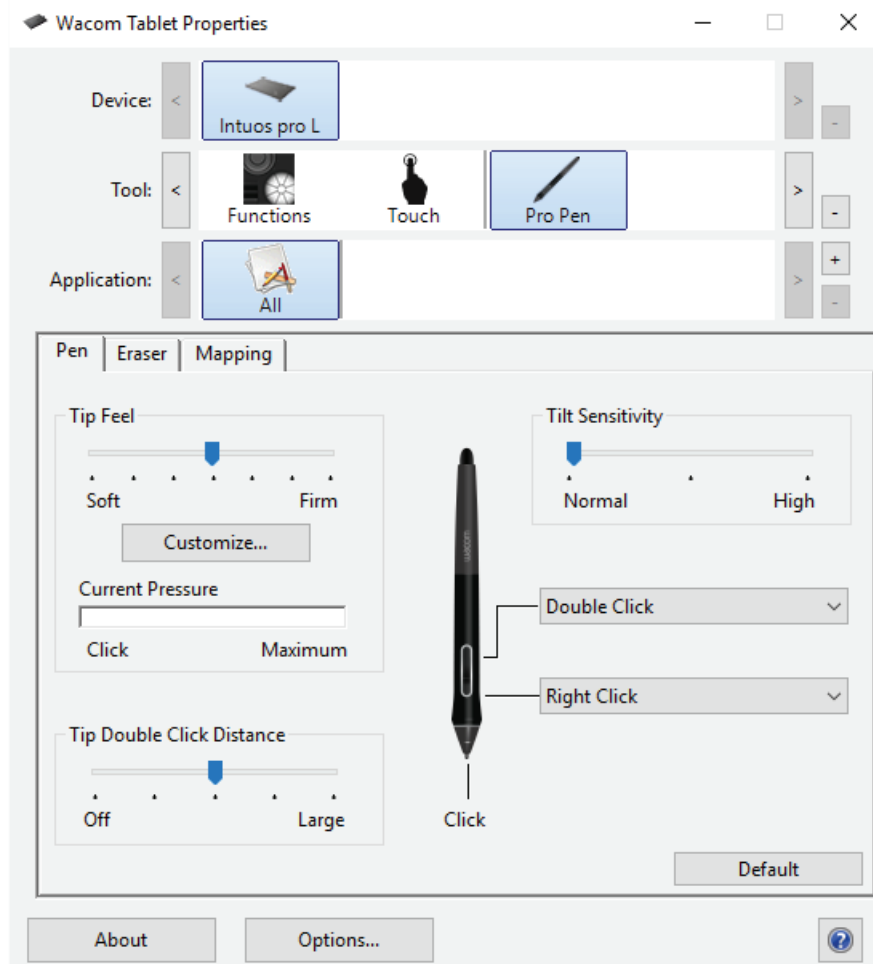 Wacom Tablet Properties
Device:
<
Intuos pro L
>
-
Tool:
<
Functions
Touch
Pro Pen
>
-
Application:
<
All
>
+
-
Pen
Eraser
Mapping
Tip Feel
Soft
Firm
Customize...
Current Pressure
Click
Maximum
Tip Double Click Distance
Off
Large
wacom
Click
Tilt Sensitivity
Normal
High
Double Click
Right Click
Default
About
Options...
?